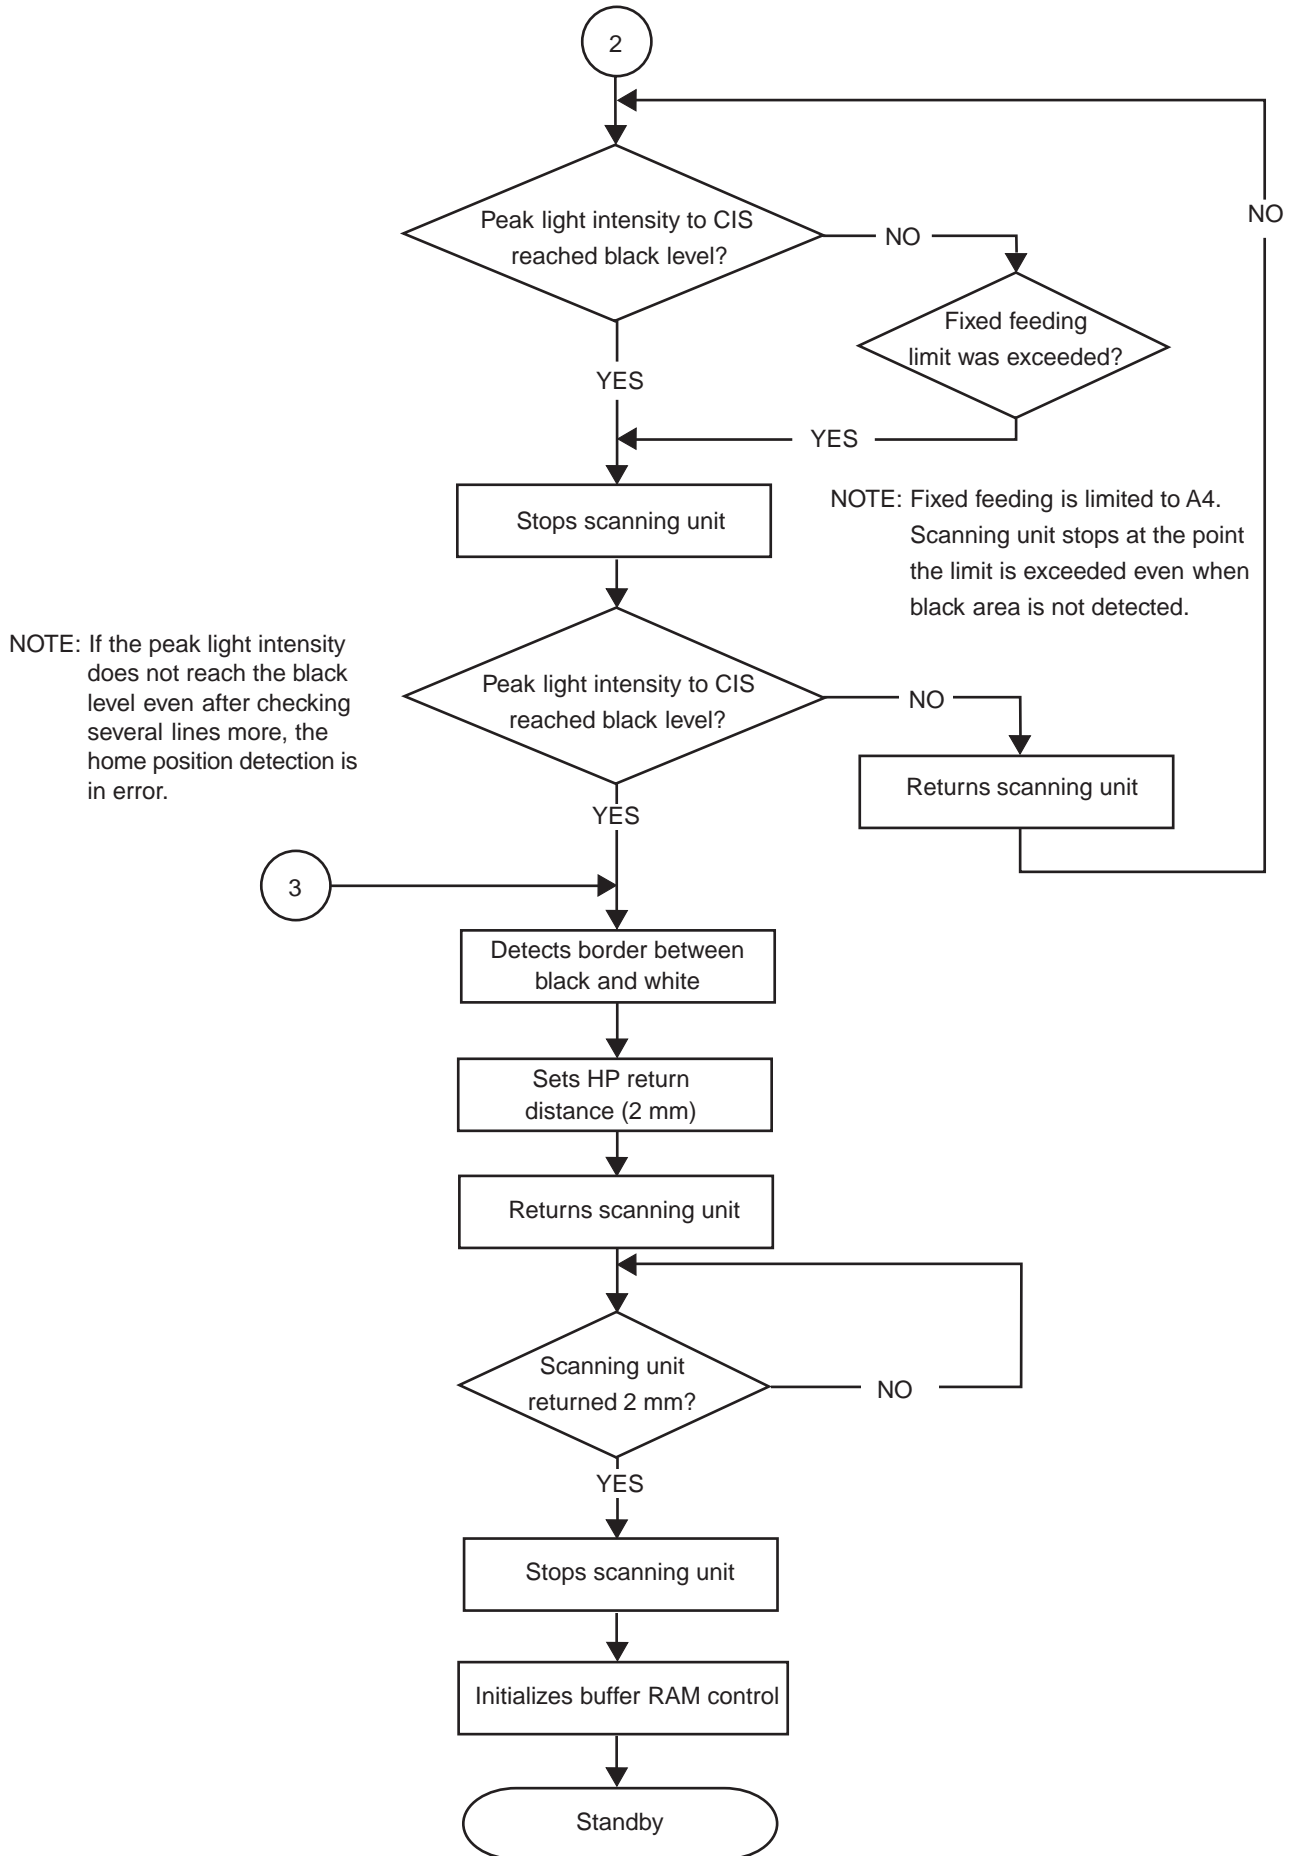 2
NO
Peak light intensity to CIS
reached black level?
NO
Fixed feeding
limit was exceeded?
YES
YES
Stops scanning unit
NOTE: Fixed feeding is limited to A4.
Scanning unit stops at the point
the limit is exceeded even when
black area is not detected.
NOTE: If the peak light intensity
does not reach the black
level even after checking
several lines more, the
home position detection is
in error.
Peak light intensity to CIS
reached black level?
NO
Returns scanning unit
YES
3
Detects border between
black and white
Sets HP return
distance (2 mm)
Returns scanning unit
Scanning unit
returned 2 mm?
NO
YES
Stops scanning unit
Initializes buffer RAM control
Standby